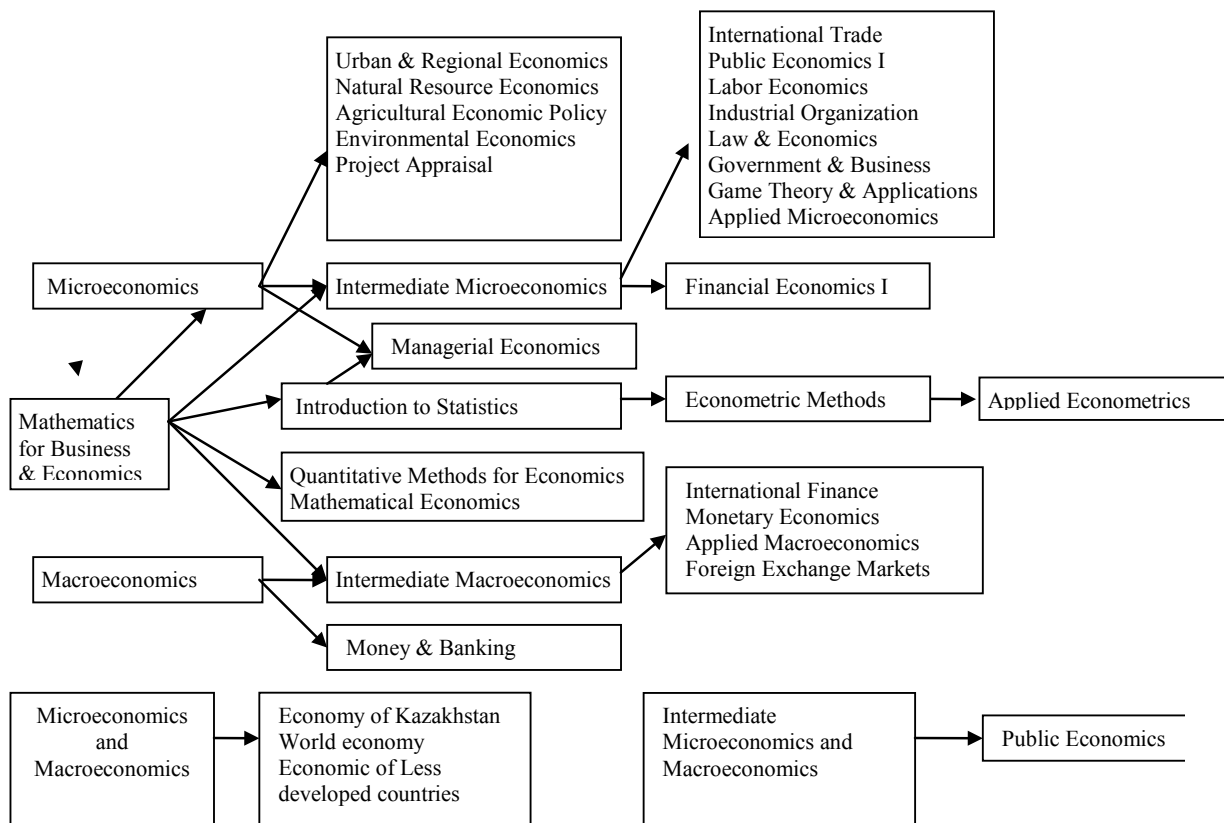 Urban & Regional Economics
Natural Resource Economics
Agricultural Economic Policy
Environmental Economics
Project Appraisal
International Trade
Public Economics I
Labor Economics
Industrial Organization
Law & Economics
Government & Business
Game Theory & Applications
Applied Microeconomics
Microeconomics
Intermediate Microeconomics
Financial Economics I
Managerial Economics
Mathematics
for Business
& Economics
Introduction to Statistics
Econometric Methods
Applied Econometrics
Quantitative Methods for Economics
Mathematical Economics
International Finance
Monetary Economics
Applied Macroeconomics
Foreign Exchange Markets
Macroeconomics
Intermediate Macroeconomics
Money & Banking
Microeconomics
and
Macroeconomics
Economy of Kazakhstan
World economy
Economic of Less
developed countries
Intermediate
Microeconomics and
Macroeconomics
Public Economics